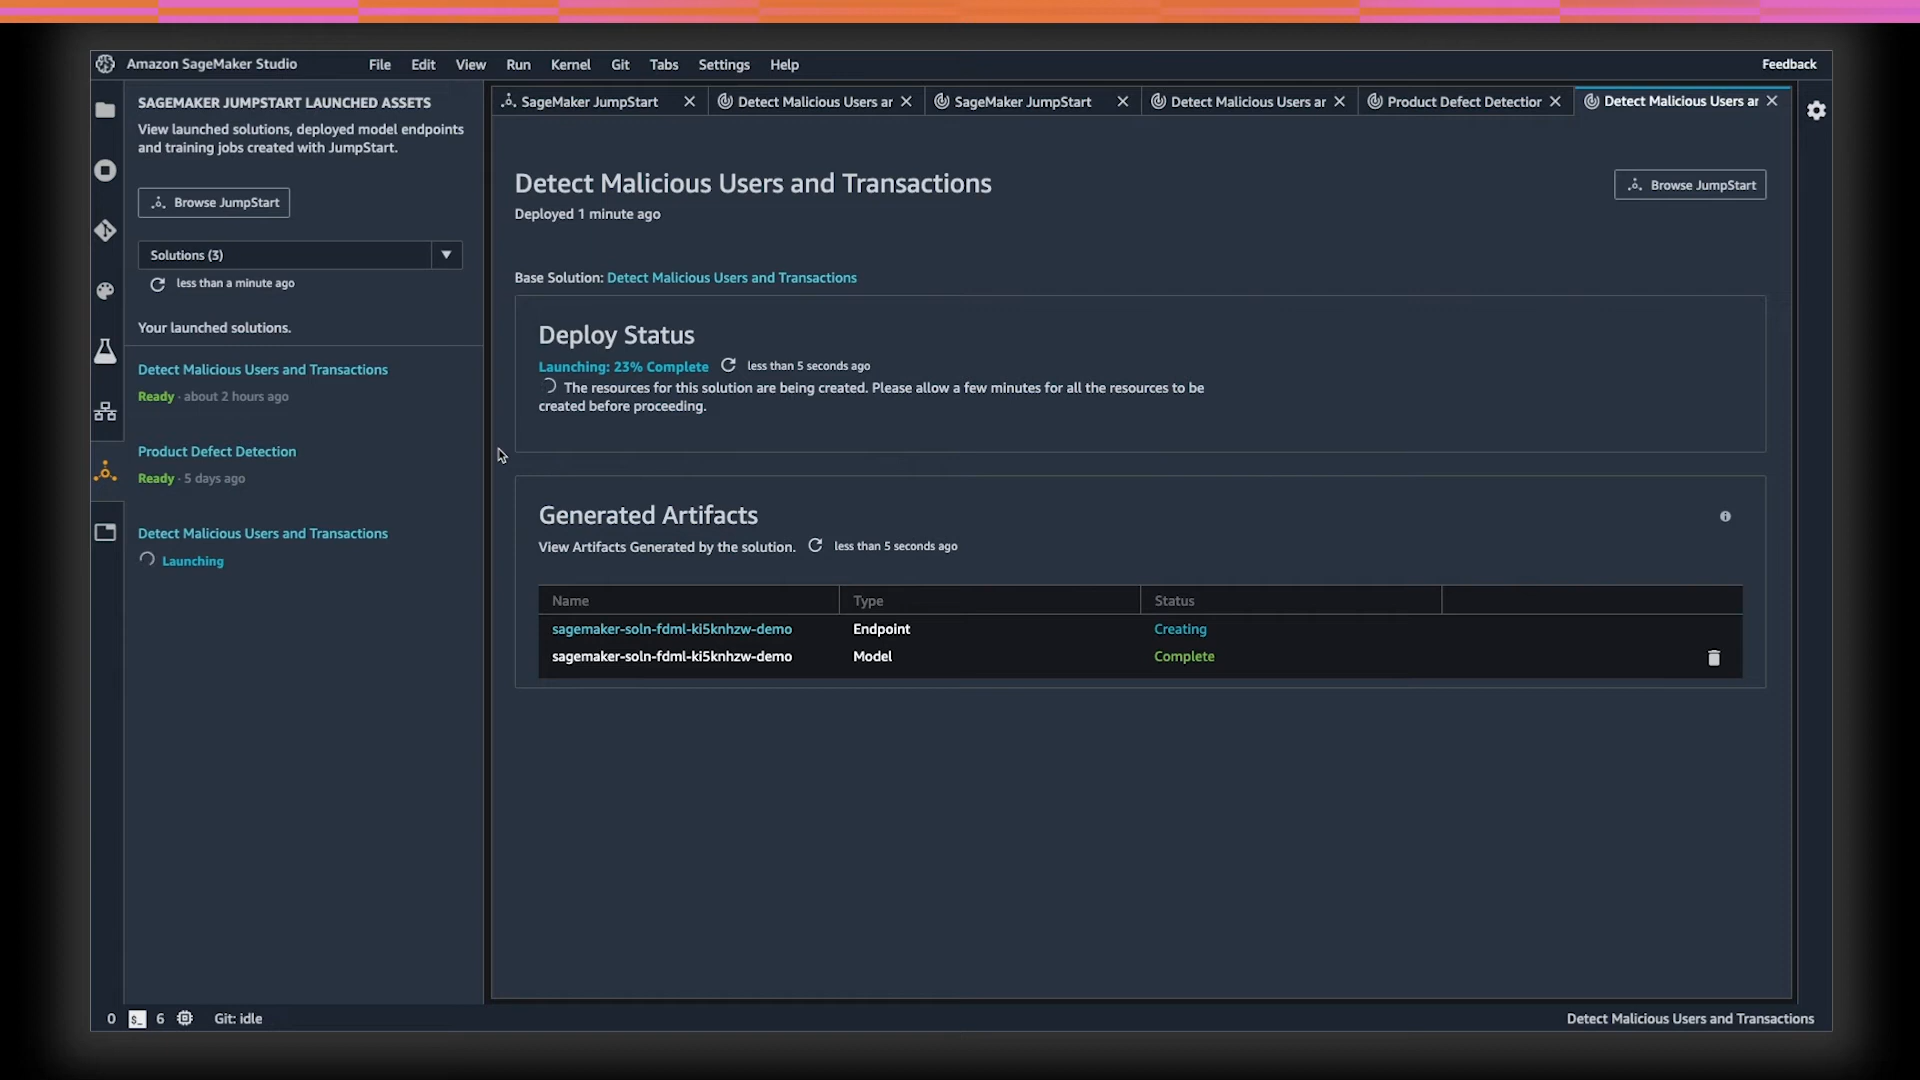 Amazon SageMaker Studio
File Edit View Run Kernel Git Tabs Settings Help
Feedback
SAGEMAKER JUMPSTART LAUNCHED ASSETS
View launched solutions, deployed model endpoints
and training jobs created with JumpStart.
Browse JumpStart
Solutions (3)
less than a minute ago
Your launched solutions.
Detect Malicious Users and Transactions
Ready · about 2 hours ago
Product Defect Detection
Ready · 5 days ago
Detect Malicious Users and Transactions
Launching
SageMaker JumpStart
Detect Malicious Users ar
SageMaker JumpStart
Detect Malicious Users ar
Product Defect Detection
Detect Malicious Users ar
Detect Malicious Users and Transactions
Deployed 1 minute ago
Browse JumpStart
Base Solution: Detect Malicious Users and Transactions
Deploy Status
Launching: 23% Complete less than 5 seconds ago
The resources for this solution are being created. Please allow a few minutes for all the resources to be
created before proceeding.
Generated Artifacts
View Artifacts Generated by the solution. less than 5 seconds ago
Name Type Status
sagemaker-soln-fdml-ki5knhzw-demo Endpoint Creating
sagemaker-soln-fdml-ki5knhzw-demo Model Complete
0 $_ 6 Git: idle
Detect Malicious Users and Transactions